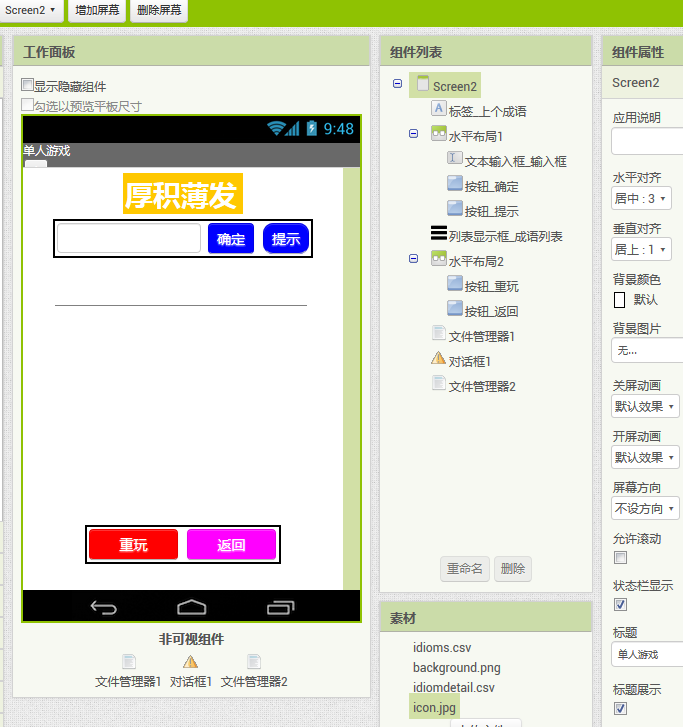 Screen2 增加屏幕 删除屏幕
工作面板
显示隐藏组件
勾选以预览平板尺寸
9:48
单人游戏
厚积薄发
确定 提示
重玩 返回
非可视组件
文件管理器1 对话框1 文件管理器2
组件列表
Screen2
标签_上个成语
水平布局1
文本输入框_输入框
按钮_确定
按钮_提示
列表显示框_成语列表
水平布局2
按钮_重玩
按钮_返回
文件管理器1
对话框1
文件管理器2
重命名 删除
素材
idioms.csv
background.png
idiomdetail.csv
icon.jpg
组件属性
Screen2
应用说明
水平对齐
居中 : 3
垂直对齐
居上 : 1
背景颜色
默认
背景图片
无...
关屏动画
默认效果
开屏动画
默认效果
屏幕方向
不设方向
允许滚动
状态栏显示
标题
单人游戏
标题展示